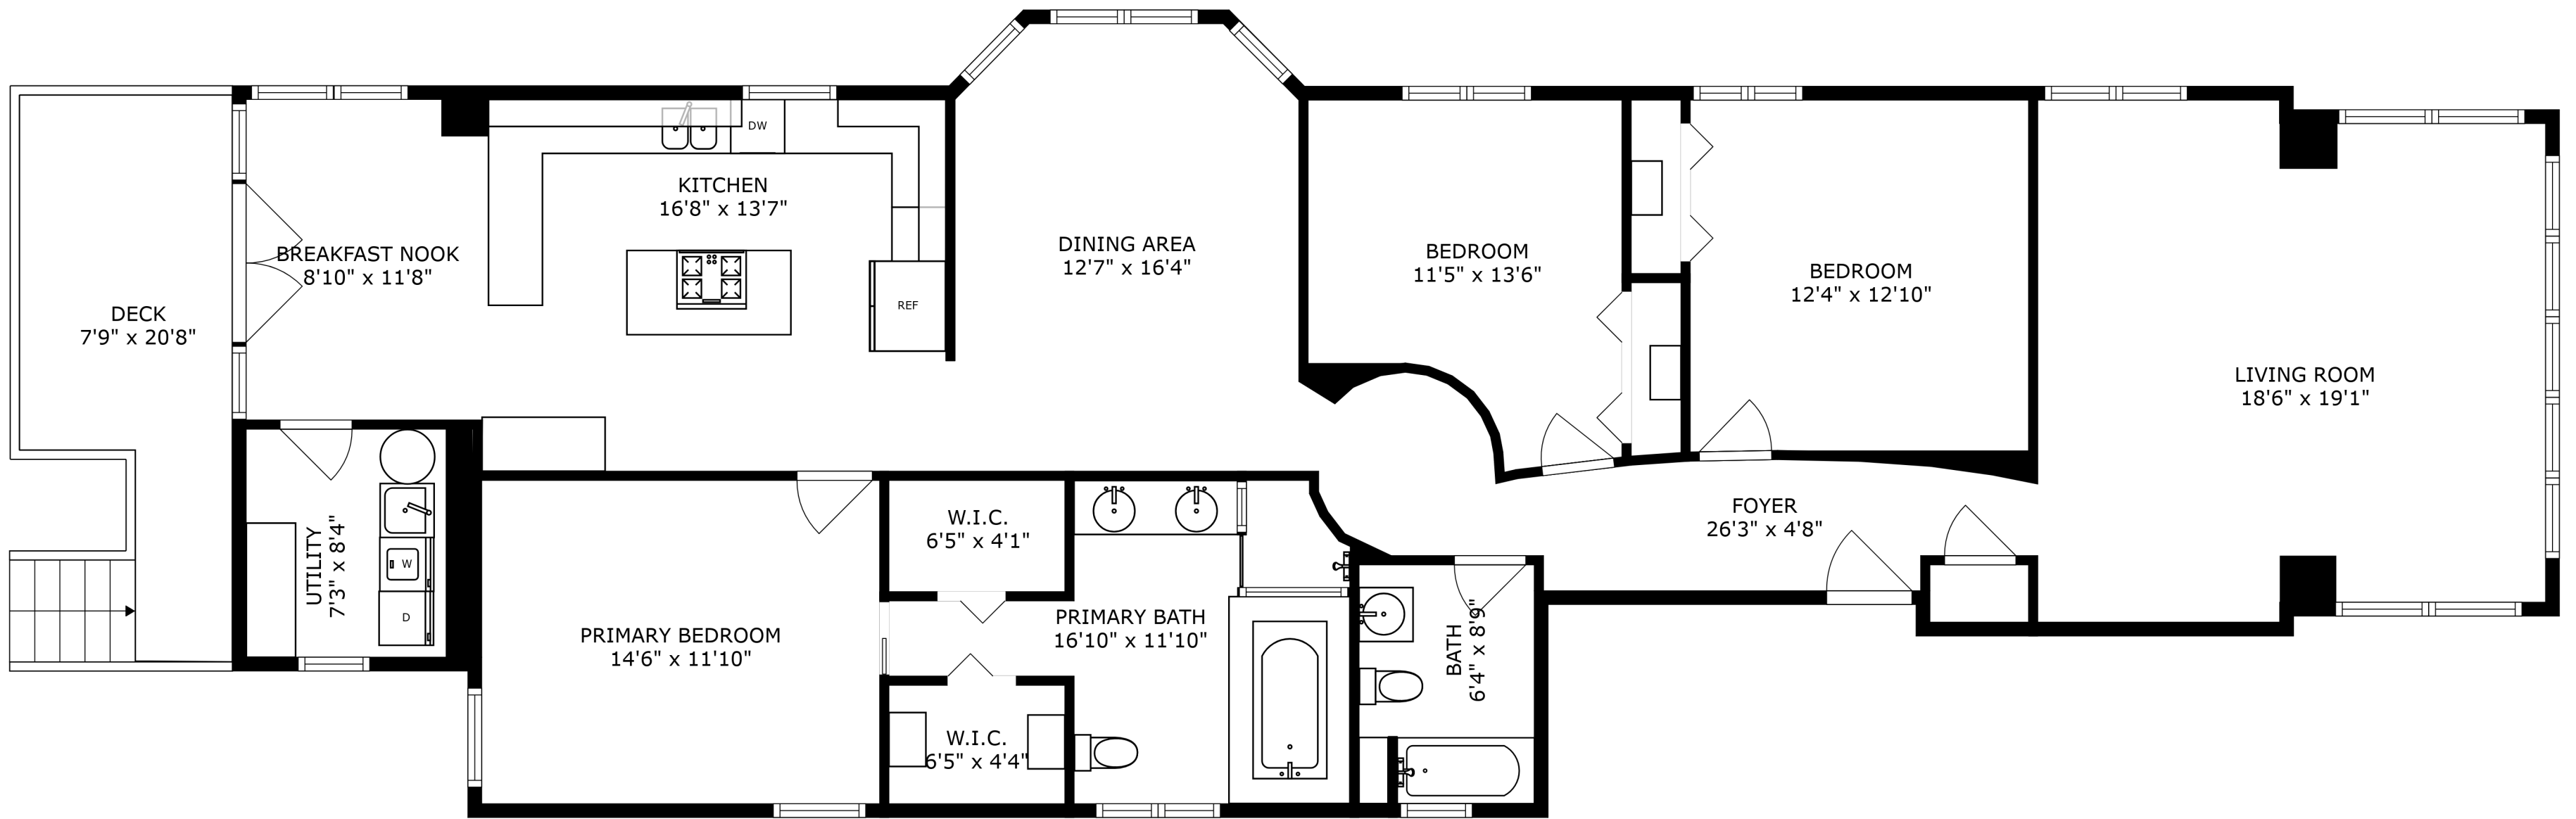 DECK
7'9" x 20'8"
BREAKFAST NOOK
8'10" x 11'8"
KITCHEN
16'8" x 13'7"
DW
REF
DINING AREA
12'7" x 16'4"
BEDROOM
11'5" x 13'6"
BEDROOM
12'4" x 12'10"
LIVING ROOM
18'6" x 19'1"
FOYER
26'3" x 4'8"
UTILITY
7'3" x 8'4"
W
D
PRIMARY BEDROOM
14'6" x 11'10"
W.I.C.
6'5" x 4'1"
W.I.C.
6'5" x 4'4"
PRIMARY BATH
16'10" x 11'10"
BATH
6'4" x 8'9"